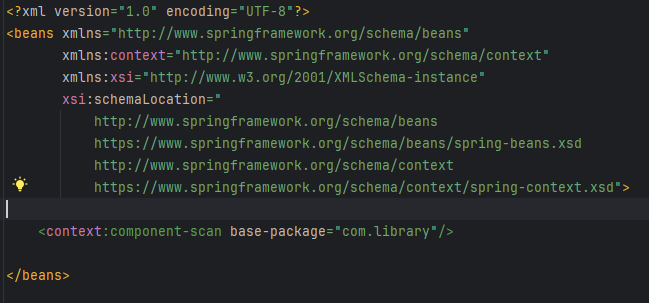 <?xml version="1.0" encoding="UTF-8"?>
<beans xmlns="http://www.springframework.org/schema/beans"
       xmlns:context="http://www.springframework.org/schema/context"
       xmlns:xsi="http://www.w3.org/2001/XMLSchema-instance"
       xsi:schemaLocation="
           http://www.springframework.org/schema/beans
           https://www.springframework.org/schema/beans/spring-beans.xsd
           http://www.springframework.org/schema/context
           https://www.springframework.org/schema/context/spring-context.xsd">
    <context:component-scan base-package="com.library"/>
</beans>